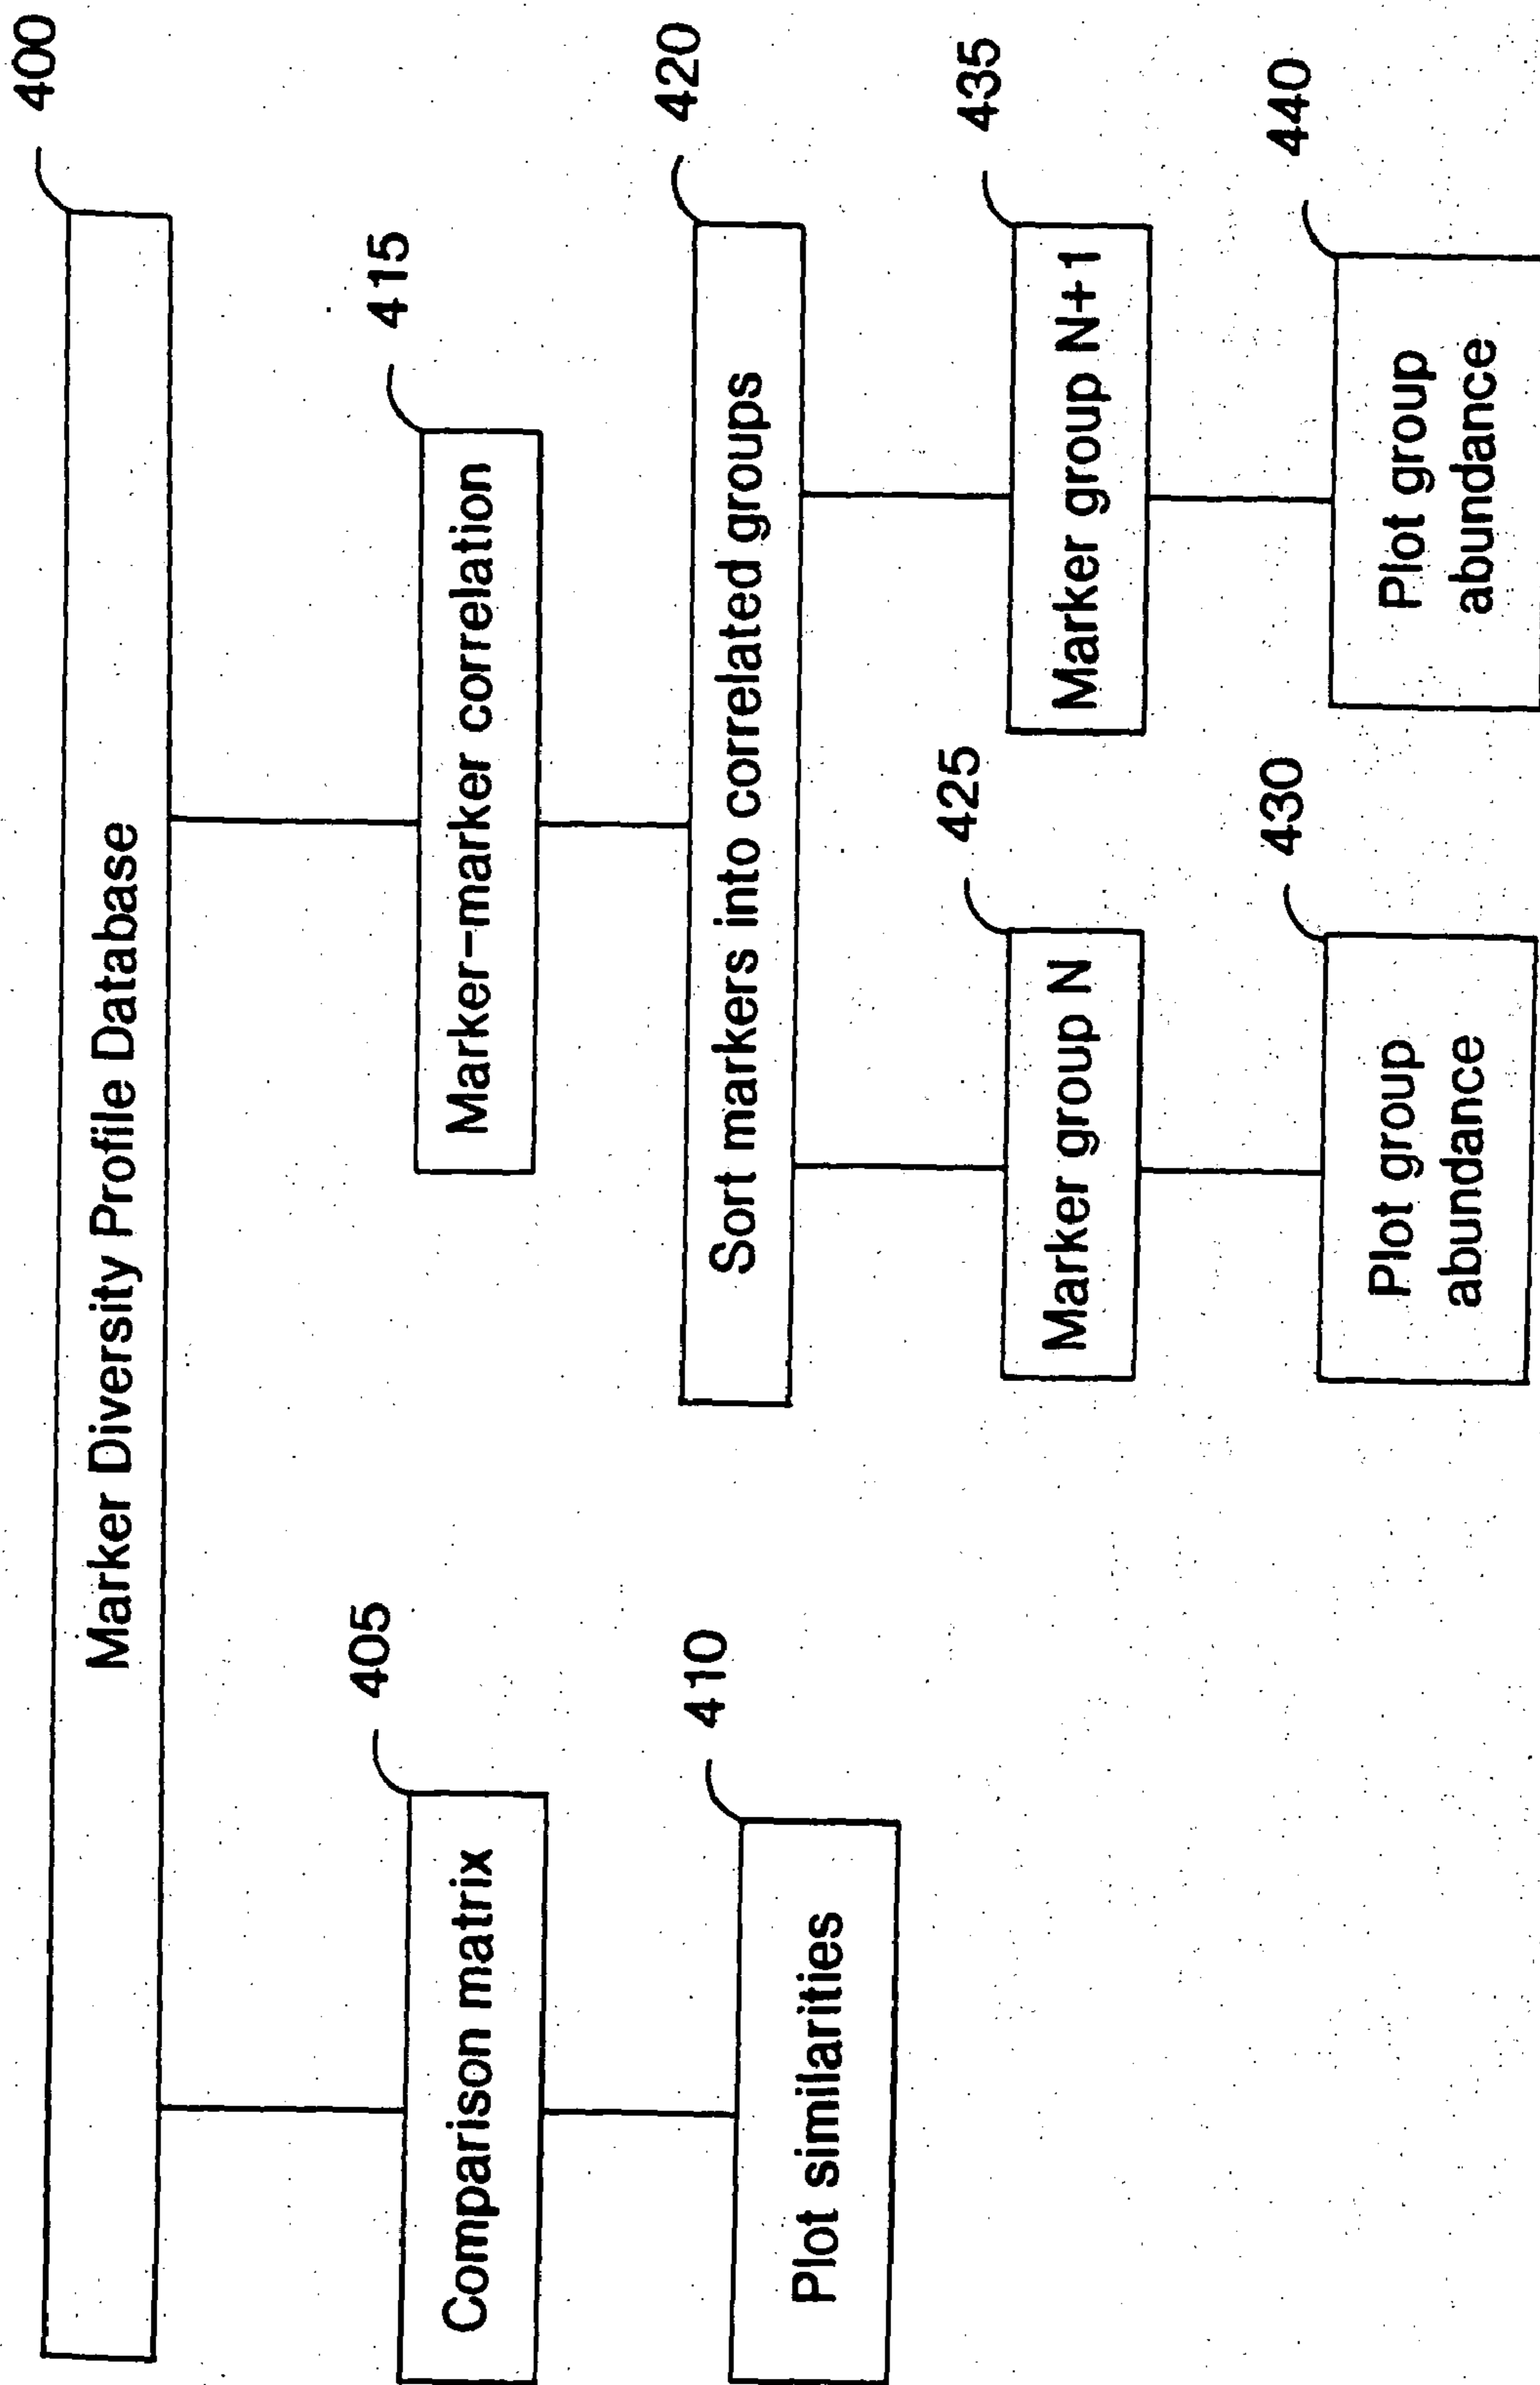 400
Marker Diversity Profile Database
405
Comparison matrix
415
Marker-marker correlation
410
Plot similarities
420
Sort markers into correlated groups
425
Marker group N
435
Marker group N+1
430
Plot group
abundance
440
Plot group
abundance